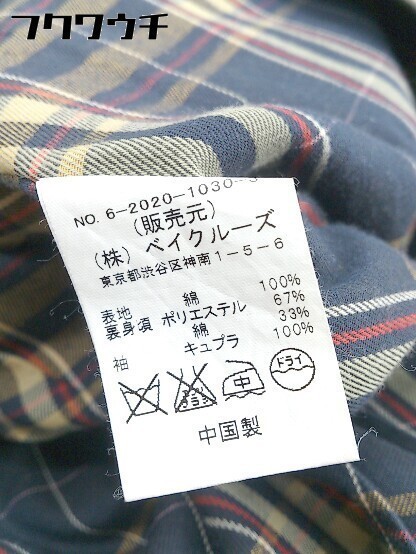 フクワウチ
NO. 6-2020-1030-3
(販売元)
(株) ベイクルーズ
東京都渋谷区神南1-5-6
表地 綿 100%
裏身頃 ポリエステル 67%
綿 33%
袖 キュプラ 100%
中 ドライ
中国製